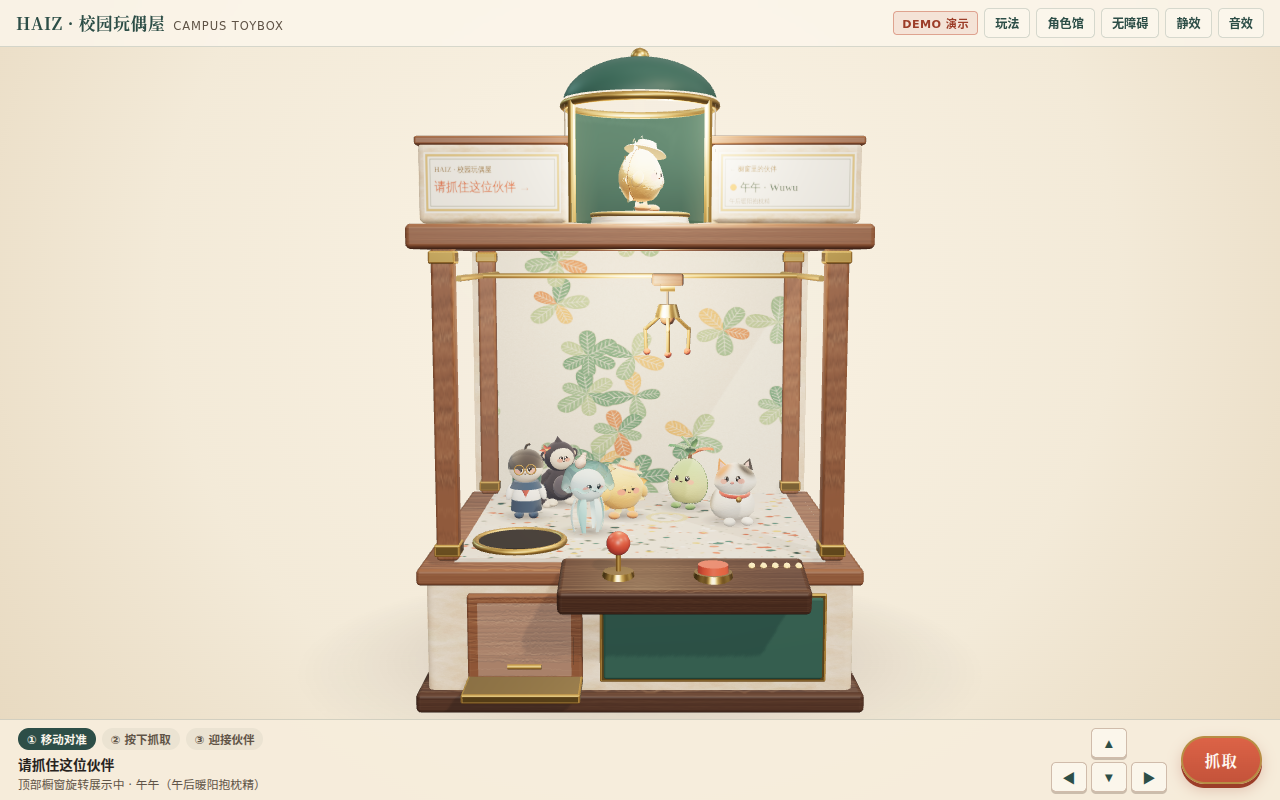 HAIZ · 校园玩偶屋 CAMPUS TOYBOX
DEMO 演示 玩法 角色馆 无障碍 静效 音效
HAIZ · 校园玩偶屋
请抓住这位伙伴 →
午午 · Wuwu
① 移动对准 ② 按下抓取 ③ 迎接伙伴
请抓住这位伙伴
顶部橱窗旋转展示中 · 午午（午后暖阳抱枕精）
▲
◀ ▼ ▶
抓取